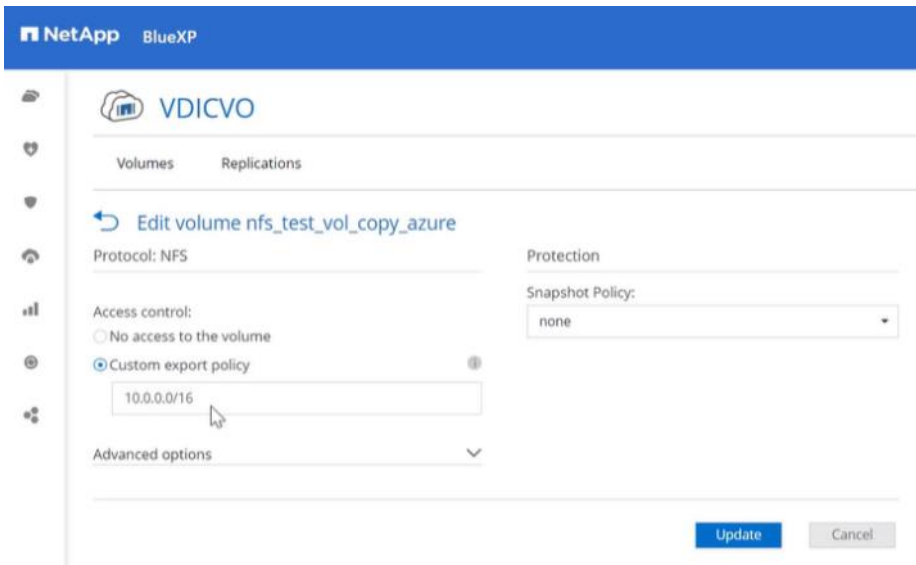 NetApp BlueXP
VDICVO
Volumes Replications
Edit volume nfs_test_vol_copy_azure
Protocol: NFS
Access control:
No access to the volume
Custom export policy
10.0.0.0/16
Advanced options
Protection
Snapshot Policy:
none
Update Cancel